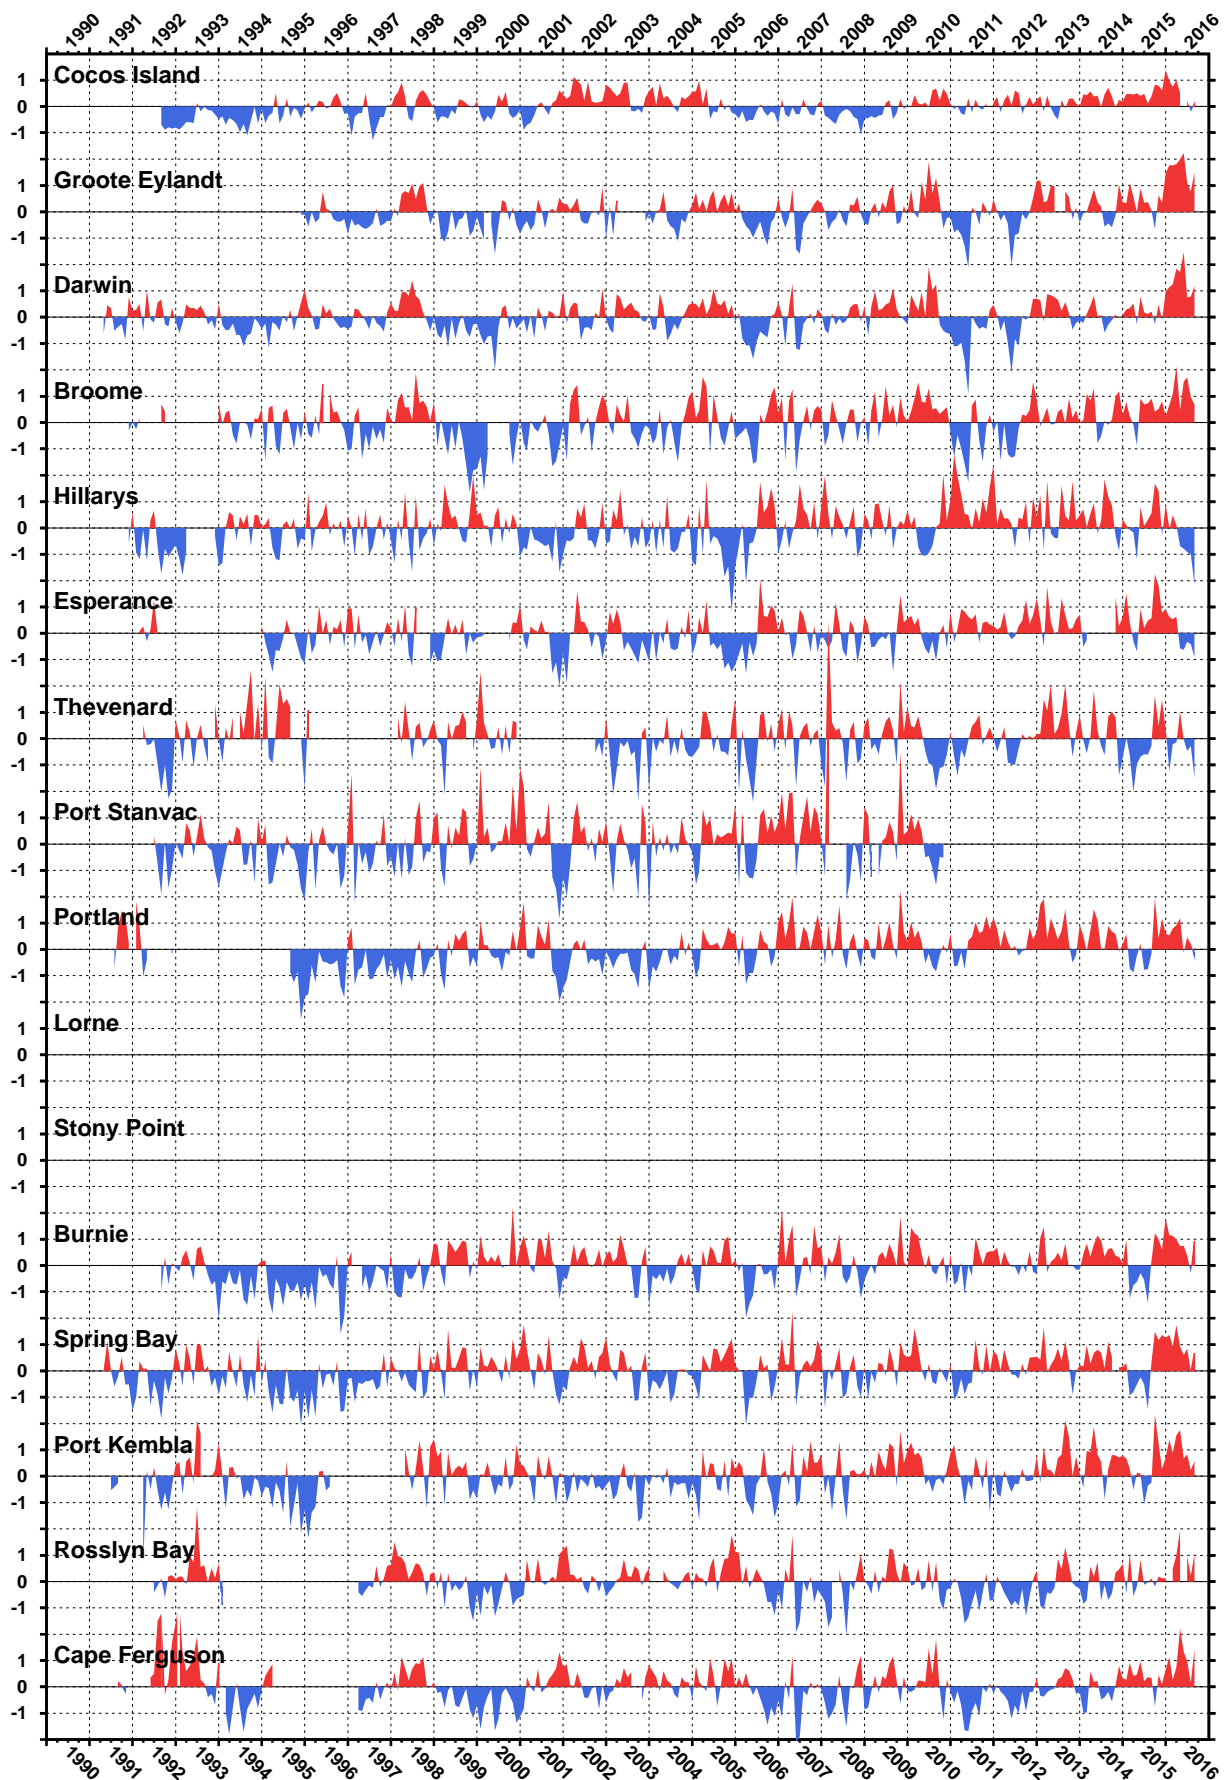 1990 1991 1992 1993 1994 1995 1996 1997 1998 1999 2000 2001 2002 2003 2004 2005 2006 2007 2008 2009 2010 2011 2012 2013 2014 2015 2016
Cocos Island
1
0
-1
Groote Eylandt
1
0
-1
Darwin
1
0
-1
Broome
1
0
-1
Hillarys
1
0
-1
Esperance
1
0
-1
Thevenard
1
0
-1
Port Stanvac
1
0
-1
Portland
1
0
-1
Lorne
1
0
-1
Stony Point
1
0
-1
Burnie
1
0
-1
Spring Bay
1
0
-1
Port Kembla
1
0
-1
Rosslyn Bay
1
0
-1
Cape Ferguson
1
0
-1
1990 1991 1992 1993 1994 1995 1996 1997 1998 1999 2000 2001 2002 2003 2004 2005 2006 2007 2008 2009 2010 2011 2012 2013 2014 2015 2016